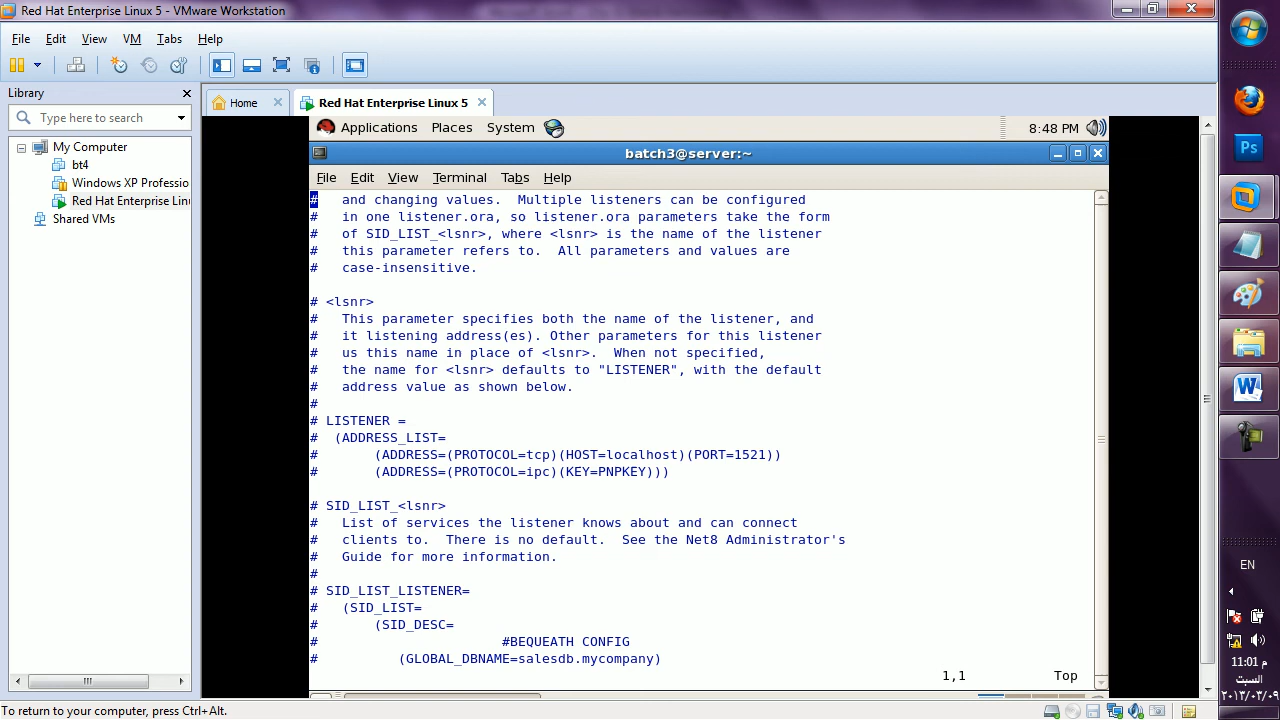 Red Hat Enterprise Linux 5 - VMware Workstation
File Edit View VM Tabs Help
Library
Type here to search
My Computer
bt4
Windows XP Professio
Red Hat Enterprise Linu
Shared VMs
Home
Red Hat Enterprise Linux 5
Applications Places System
8:48 PM
batch3@server:~
File Edit View Terminal Tabs Help
#   and changing values.  Multiple listeners can be configured
#   in one listener.ora, so listener.ora parameters take the form
#   of SID_LIST_<lsnr>, where <lsnr> is the name of the listener
#   this parameter refers to.  All parameters and values are
#   case-insensitive.
# <lsnr>
#   This parameter specifies both the name of the listener, and
#   it listening address(es). Other parameters for this listener
#   us this name in place of <lsnr>.  When not specified,
#   the name for <lsnr> defaults to "LISTENER", with the default
#   address value as shown below.
#
# LISTENER =
#  (ADDRESS_LIST=
#       (ADDRESS=(PROTOCOL=tcp)(HOST=localhost)(PORT=1521))
#       (ADDRESS=(PROTOCOL=ipc)(KEY=PNPKEY)))
# SID_LIST_<lsnr>
#   List of services the listener knows about and can connect
#   clients to.  There is no default.  See the Net8 Administrator's
#   Guide for more information.
#
# SID_LIST_LISTENER=
#   (SID_LIST=
#       (SID_DESC=
#                       #BEQUEATH CONFIG
#          (GLOBAL_DBNAME=salesdb.mycompany)
1,1 Top
To return to your computer, press Ctrl+Alt.
Ps
W
EN
11:01 م
السبت
٢٠١٣/٠٣/٠٩